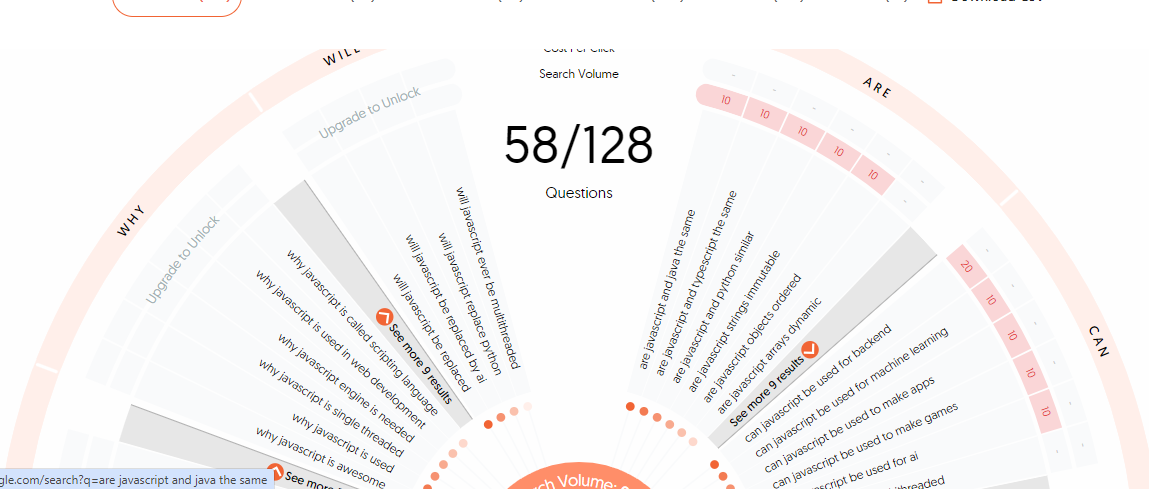 Cost Per Click
Search Volume
58/128
Questions
WHY
Upgrade to Unlock
why javascript is called scripting language
why javascript is used in web development
why javascript engine is needed
why javascript is single threaded
why javascript is used
why javascript is awesome
See more
WILL
Upgrade to Unlock
will javascript ever be multithreaded
will javascript replace python
will javascript be replaced by ai
will javascript be replaced
See more 9 results
ARE
10
10
10
10
10
are javascript and java the same
are javascript and typescript the same
are javascript and python similar
are javascript strings immutable
are javascript objects ordered
are javascript arrays dynamic
See more 9 results
CAN
20
10
10
10
10
can javascript be used for backend
can javascript be used for machine learning
can javascript be used to make apps
can javascript be used to make games
be used for ai
threaded
ch Volume:
gle.com/search?q=are javascript and java the same